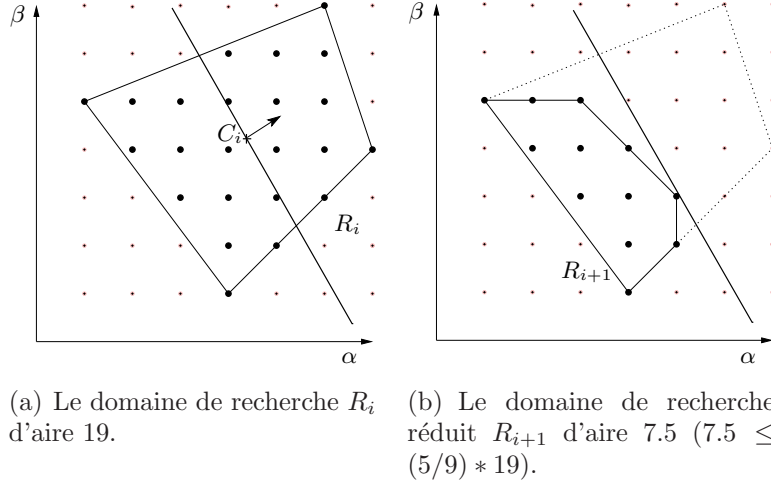 β
C_i
R_i
α
β
R_{i+1}
α
(a) Le domaine de recherche R_i
d'aire 19.
(b) Le domaine de recherche
réduit R_{i+1} d'aire 7.5 (7.5 ≤
(5/9) ∗ 19).